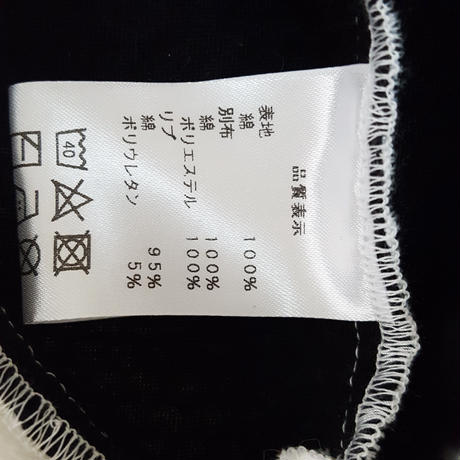 品質表示
表地
綿 100%
別布
綿 100%
ポリエステル 100%
リブ
綿 95%
ポリウレタン 5%
40